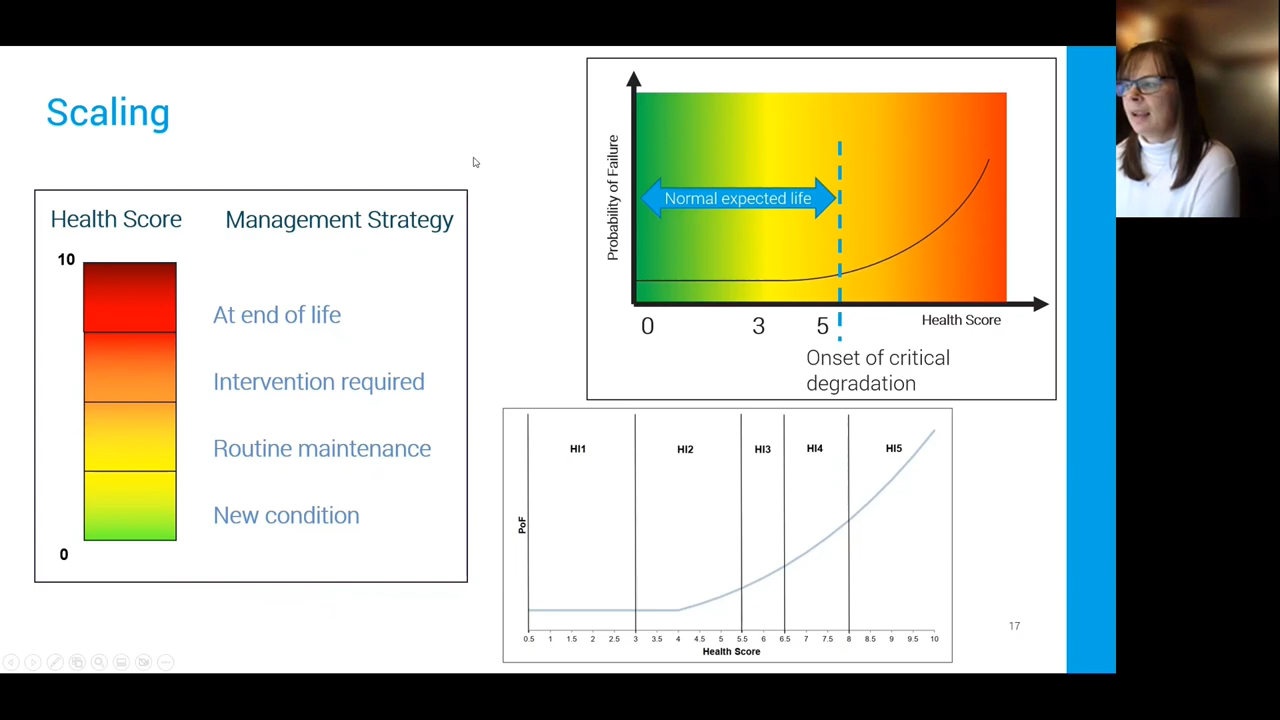 Scaling
Health Score
Management Strategy
10
At end of life
Intervention required
Routine maintenance
New condition
0
Probability of Failure
Normal expected life
0 3 5
Health Score
Onset of critical
degradation
HI1 HI2 HI3 HI4 HI5
PoF
0.5 1 1.5 2 2.5 3 3.5 4 4.5 5 5.5 6 6.5 7 7.5 8 8.5 9 9.5 10
Health Score
17